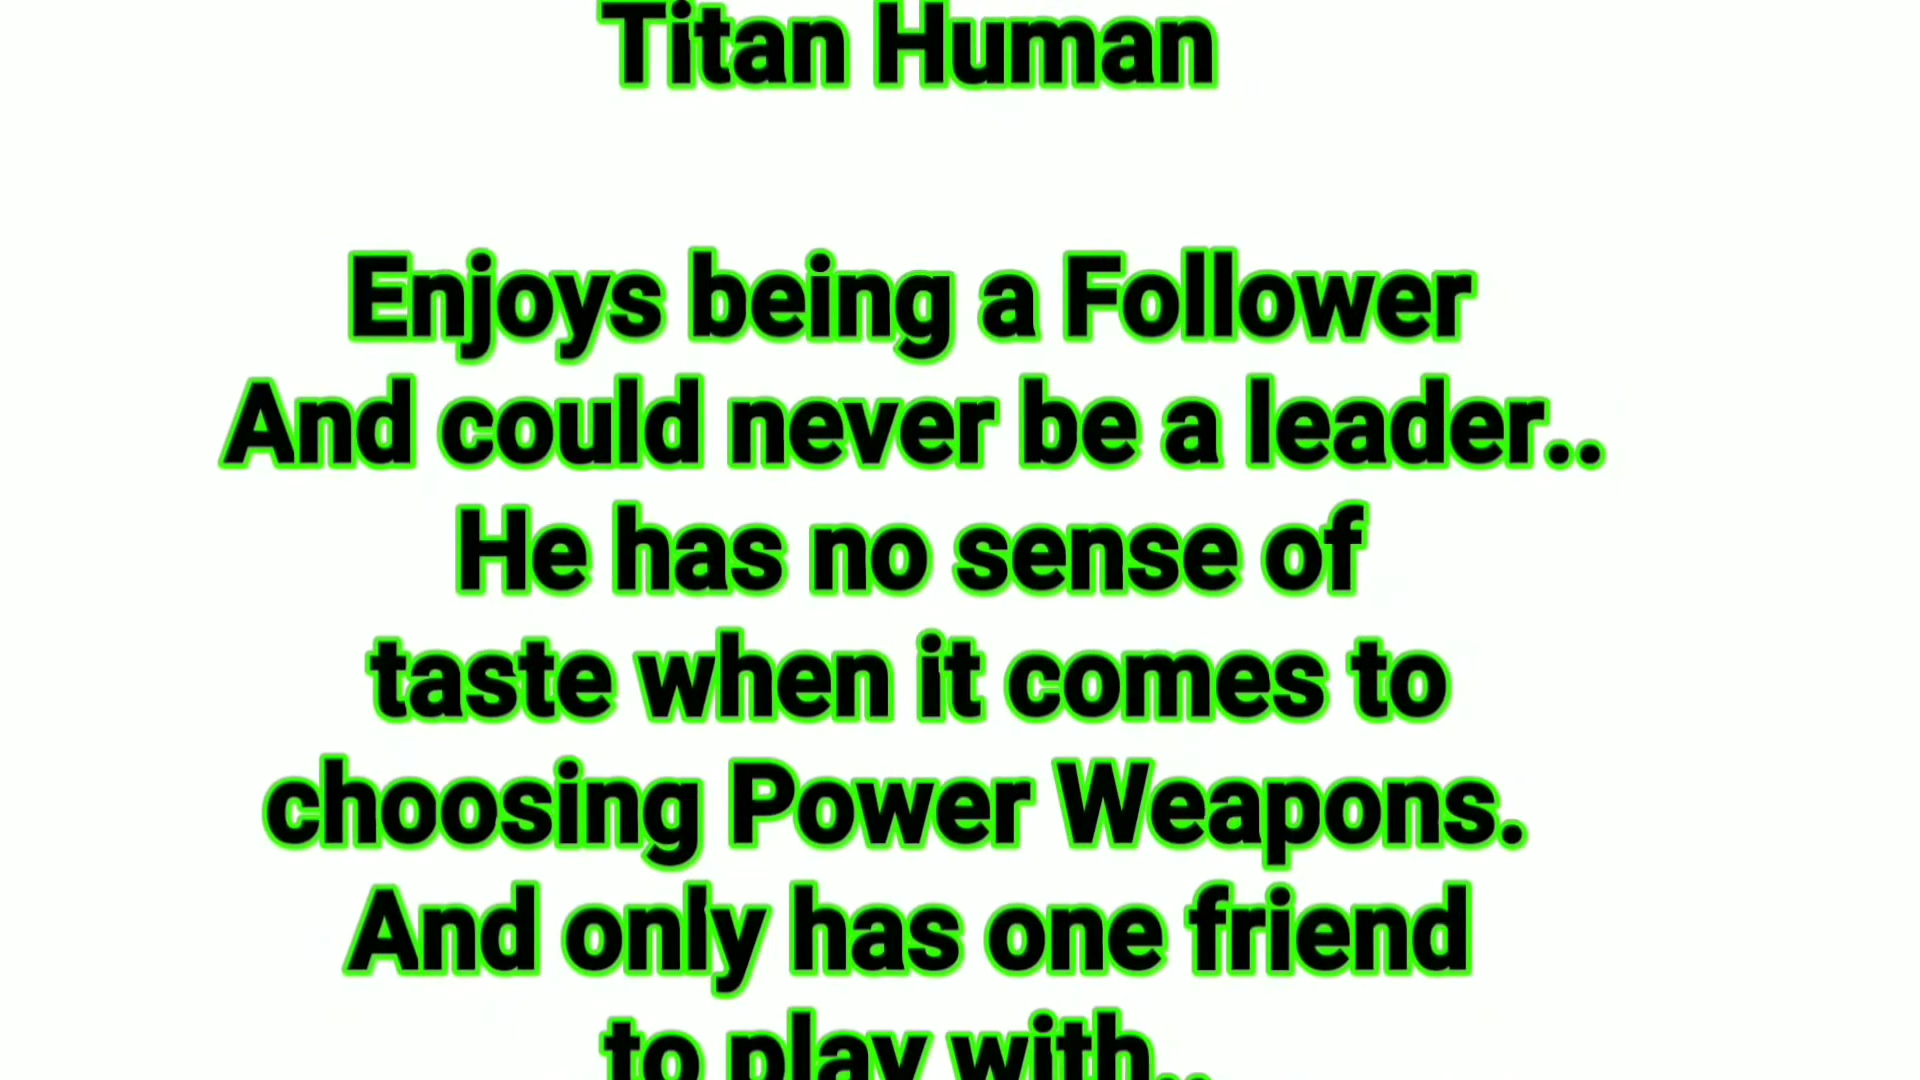 Titan Human
Enjoys being a Follower
And could never be a leader..
He has no sense of
taste when it comes to
choosing Power Weapons.
And only has one friend
to play with..